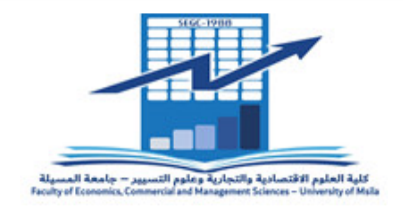 SEGC-1988
كلية العلوم الاقتصادية والتجارية وعلوم التسيير – جامعة المسيلة
Faculty of Economics, Commercial and Management Sciences – University of Msila